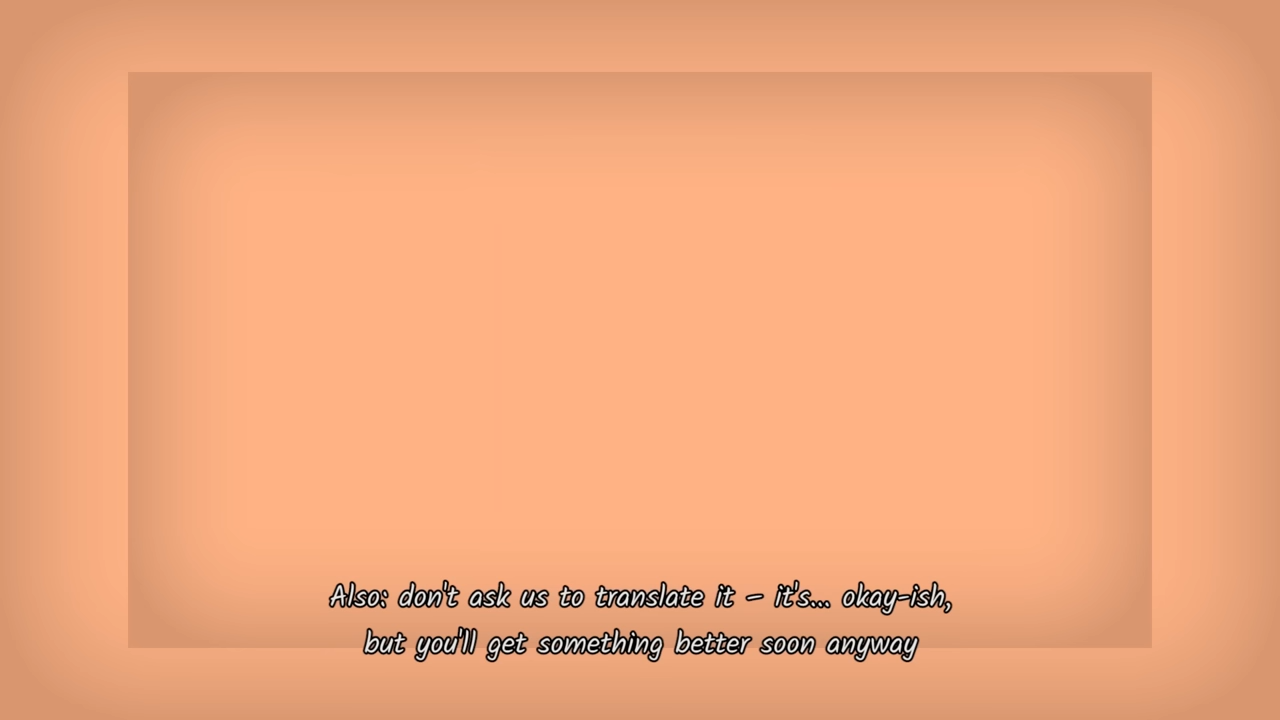 Also: don't ask us to translate it – it's... okay-ish,
but you'll get something better soon anyway